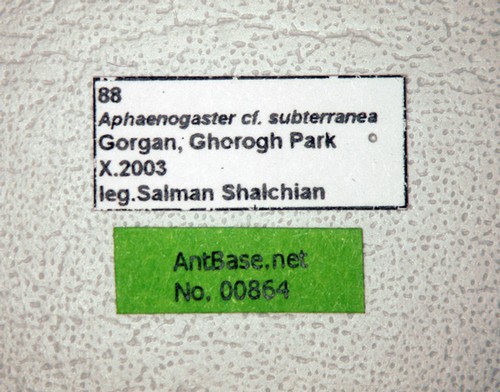 88
Aphaenogaster cf. subterranea
Gorgan, Ghorogh Park
X.2003
leg.Salman Shalchian
AntBase.net
No. 00864